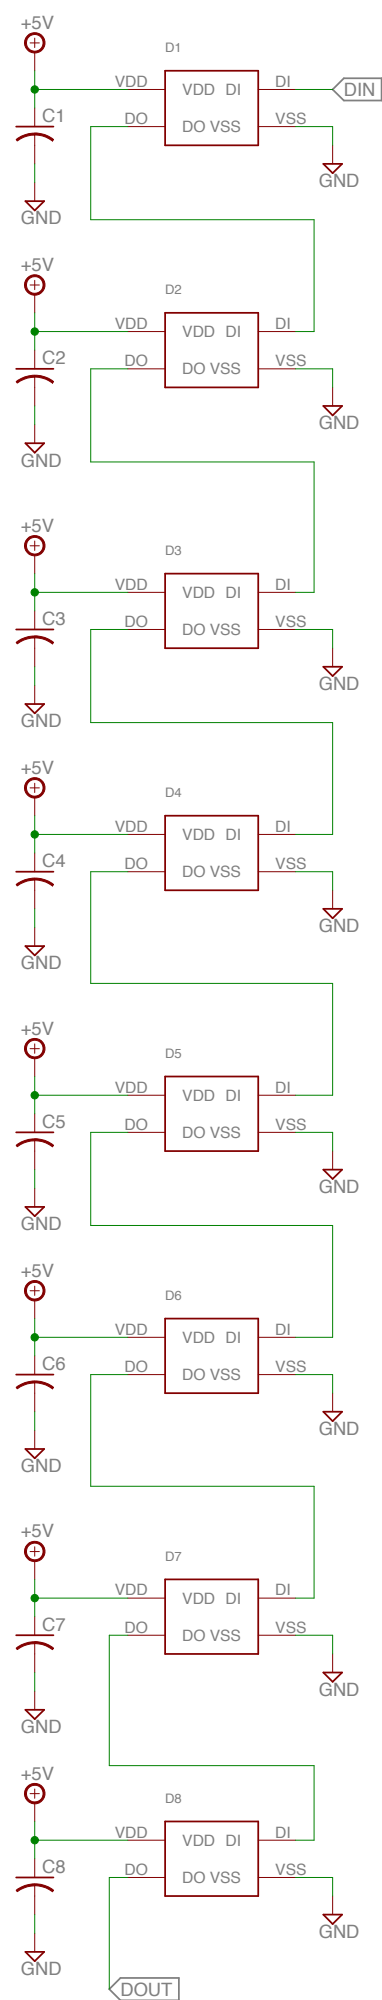 +5V
D1
VDD VDD DI DI DIN
C1
DO DO VSS VSS
GND
GND
+5V
D2
VDD VDD DI DI
C2
DO DO VSS VSS
GND
GND
+5V
D3
VDD VDD DI DI
C3
DO DO VSS VSS
GND
GND
+5V
D4
VDD VDD DI DI
C4
DO DO VSS VSS
GND
GND
+5V
D5
VDD VDD DI DI
C5
DO DO VSS VSS
GND
GND
+5V
D6
VDD VDD DI DI
C6
DO DO VSS VSS
GND
GND
+5V
D7
VDD VDD DI DI
C7
DO DO VSS VSS
GND
GND
+5V
D8
VDD VDD DI DI
C8
DO DO VSS VSS
GND
GND
DOUT